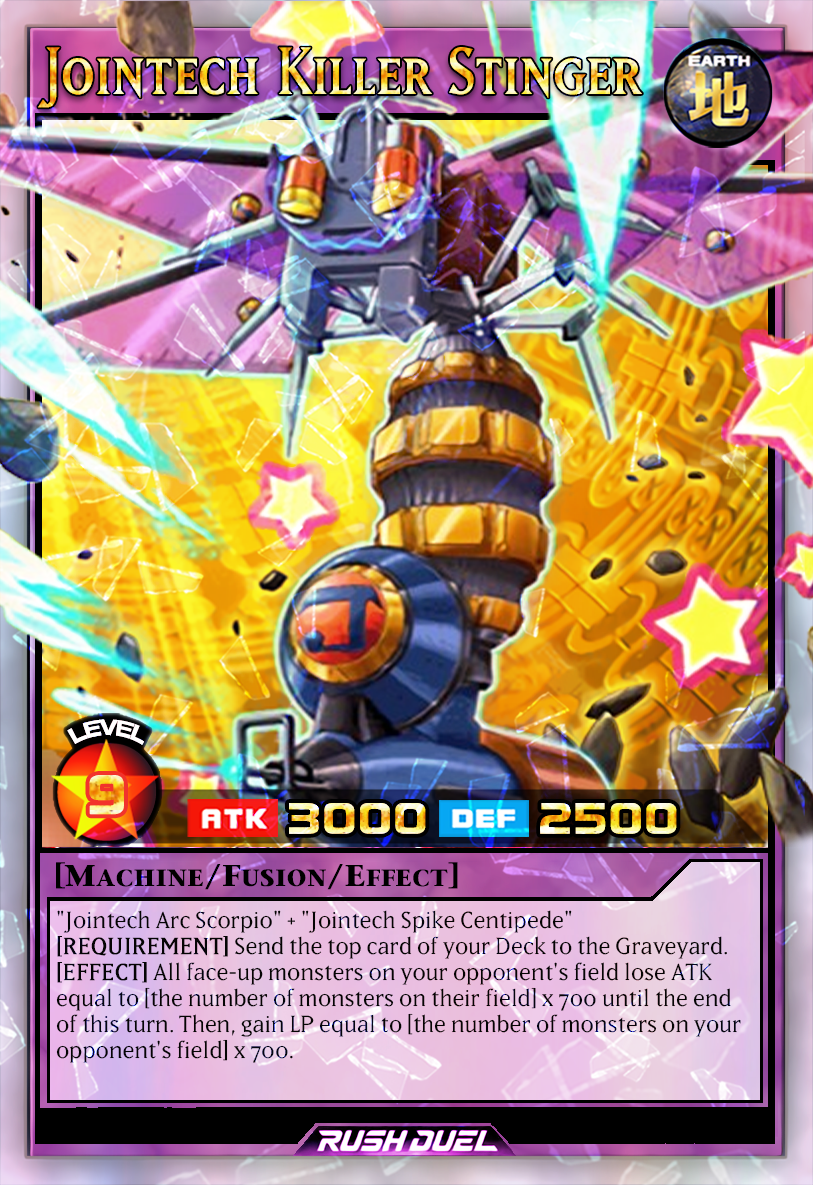 JOINTECH KILLER STINGER
EARTH
地
J
LEVEL
9
ATK 3000 DEF 2500
[MACHINE/FUSION/EFFECT]
"Jointech Arc Scorpio" + "Jointech Spike Centipede"
[REQUIREMENT] Send the top card of your Deck to the Graveyard.
[EFFECT] All face-up monsters on your opponent's field lose ATK
equal to [the number of monsters on their field] x 700 until the end
of this turn. Then, gain LP equal to [the number of monsters on your
opponent's field] x 700.
RUSH DUEL